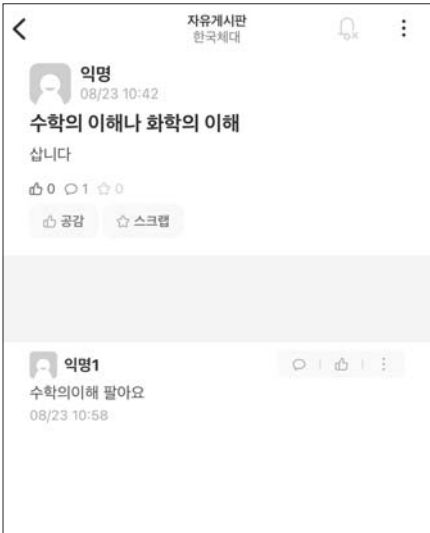 자유게시판
한국체대
익명
08/23 10:42
수학의 이해나 화학의 이해
삽니다
0 1 0
공감 스크랩
익명1
수학의이해 팔아요
08/23 10:58